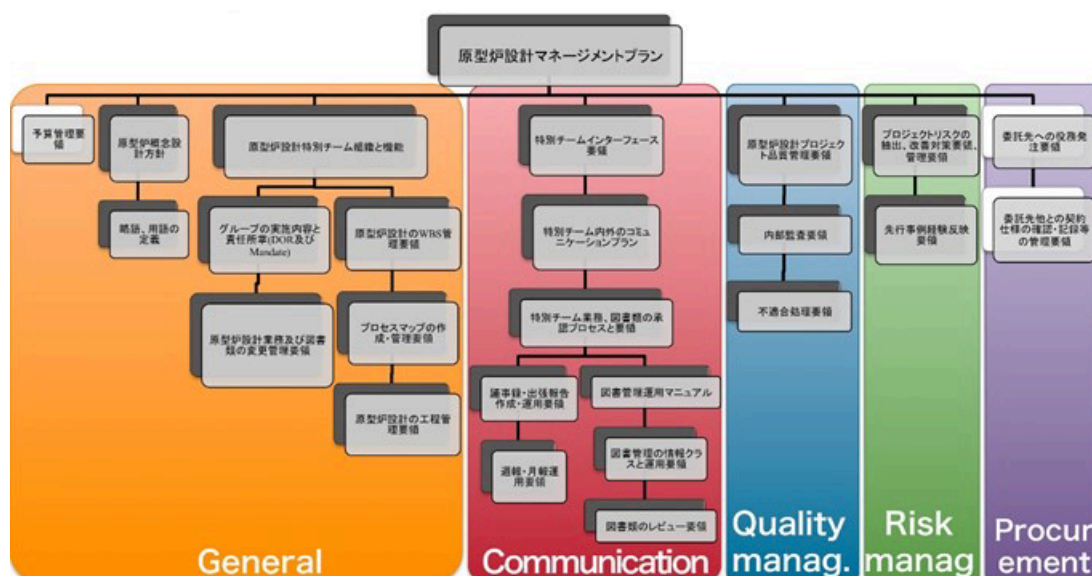 原型炉設計マネージメントプラン
予算管理要
領
原型炉概念設
計方針
略語、用語の
定義
原型炉設計特別チーム組織と機能
グループの実施内容と
責任所掌(DOR及び
Mandate)
原型炉設計業務及び図書
類の変更管理要領
原型炉設計のWBS管
理要領
プロセスマップの作
成・管理要領
原型炉設計の工程管
理要領
General
特別チームインターフェース
要領
特別チーム内外のコミュ
ニケーションプラン
特別チーム業務、図書類の承
認プロセスと要領
議事録・出張報告
作成・運用要領
週報・月報運
用要領
図書管理運用マニュアル
図書管理の情報クラ
スと運用要領
図書類のレビュー要領
Communication
原型炉設計プロジェク
ト品質管理要領
内部監査要領
不適合処理要領
Quality
manag.
プロジェクトリスクの
抽出、改善対策要領、
管理要領
先行事例経験反映
要領
Risk
manag
委託先への役務発
注要領
委託先他との契約
仕様の確認・記録等
の管理要領
Procur
ement